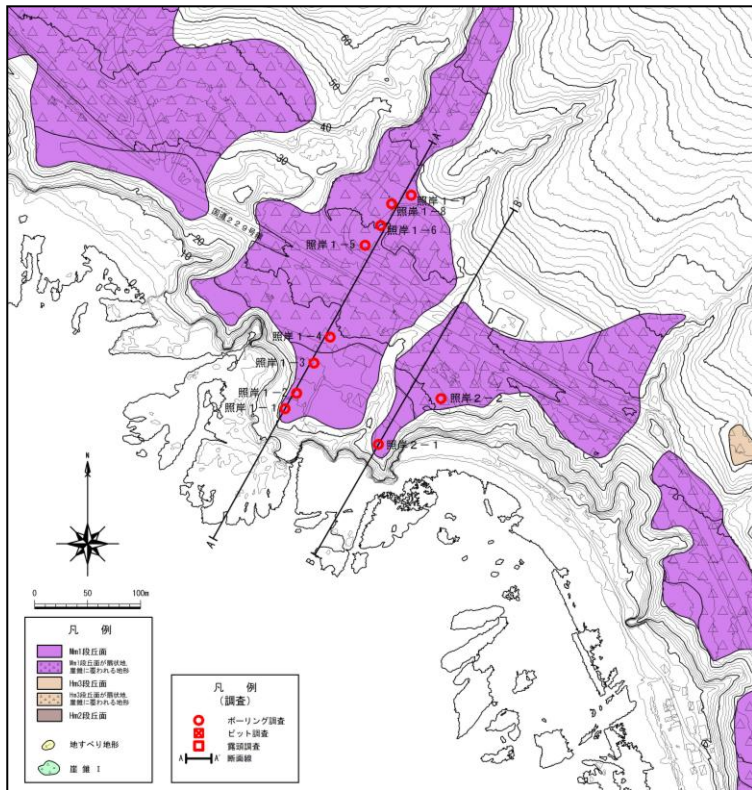 60
50
40
30
国道229号線
20
10
A'
B'
照岸1-7
照岸1-8
照岸1-6
照岸1-5
照岸1-4
照岸1-3
照岸1-2
照岸1-1
照岸2-2
照岸2-1
A
B
N
0 50 100m
凡 例
Mm1段丘面
Mm1段丘面が扇状地、
崖錐に覆われる地形
Hm3段丘面
Hm3段丘面が扇状地、
崖錐に覆われる地形
Hm2段丘面
地すべり地形
崖錐 I
凡 例
(調査)
ボーリング調査
ピット調査
露頭調査
A A' 断面線